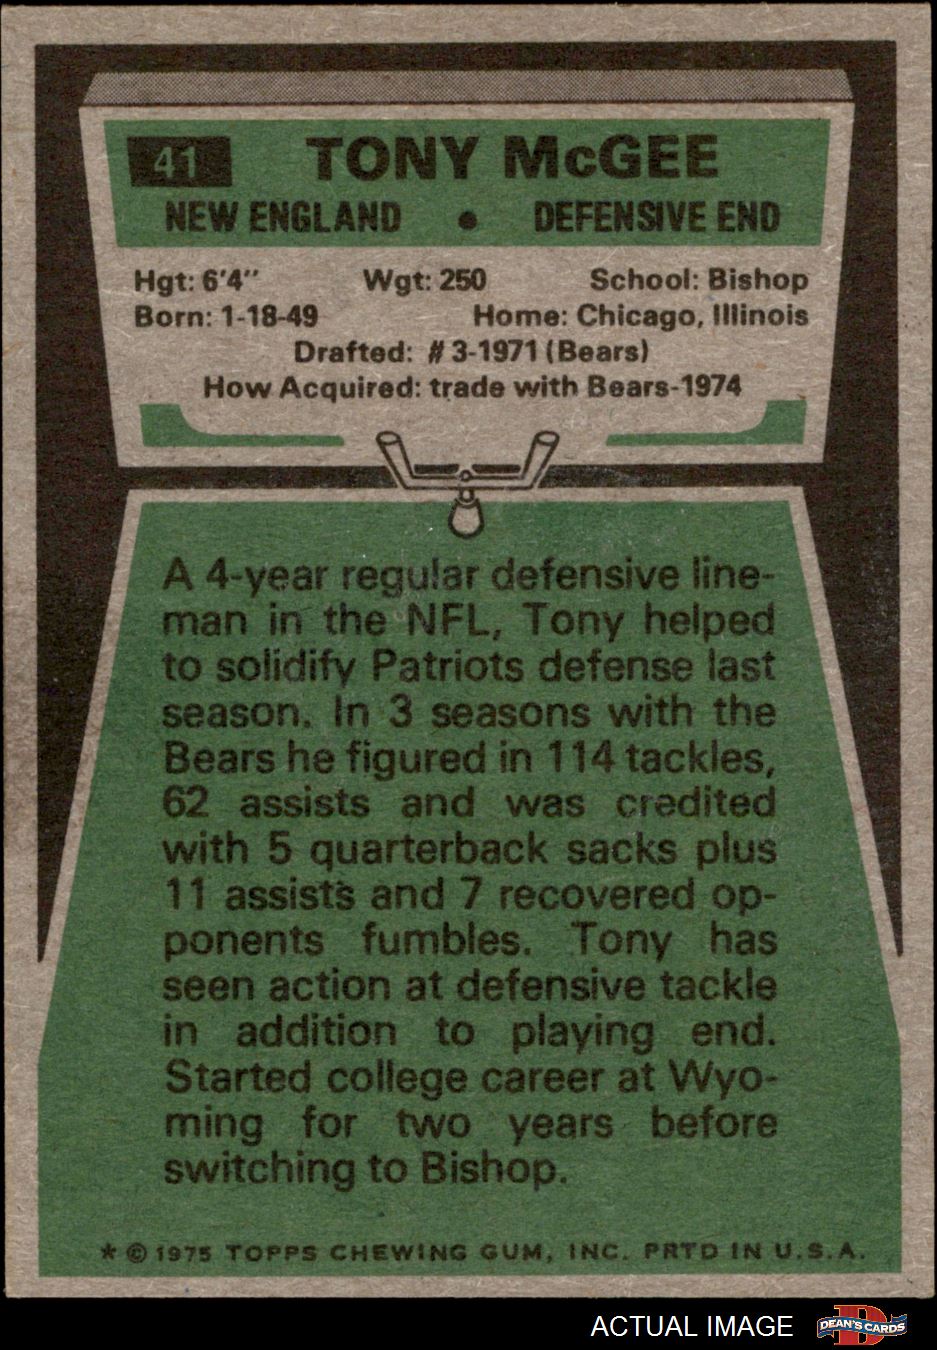 41 TONY McGEE
NEW ENGLAND • DEFENSIVE END
Hgt: 6'4" Wgt: 250 School: Bishop
Born: 1-18-49 Home: Chicago, Illinois
Drafted: #3-1971 (Bears)
How Acquired: trade with Bears-1974
A 4-year regular defensive line-
man in the NFL, Tony helped
to solidify Patriots defense last
season. In 3 seasons with the
Bears he figured in 114 tackles,
62 assists and was credited
with 5 quarterback sacks plus
11 assists and 7 recovered op-
ponents fumbles. Tony has
seen action at defensive tackle
in addition to playing end.
Started college career at Wyo-
ming for two years before
switching to Bishop.
* © 1975 TOPPS CHEWING GUM, INC. PRTD IN U.S.A.
ACTUAL IMAGE D DEAN'S CARDS